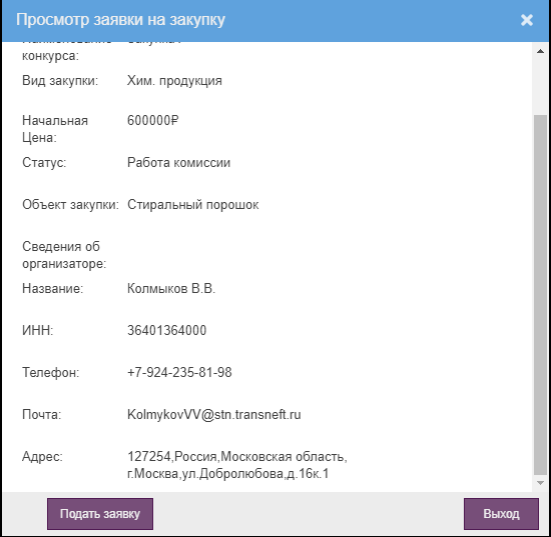 Просмотр заявки на закупку
конкурса:
Вид закупки: Хим. продукция
Начальная 600000₽
Цена:
Статус: Работа комиссии
Объект закупки: Стиральный порошок
Сведения об
организаторе:
Название: Колмыков В.В.
ИНН: 36401364000
Телефон: +7-924-235-81-98
Почта: KolmykovVV@stn.transneft.ru
Адрес: 127254,Россия,Московская область,
г.Москва,ул.Добролюбова,д.16к.1
Подать заявку Выход